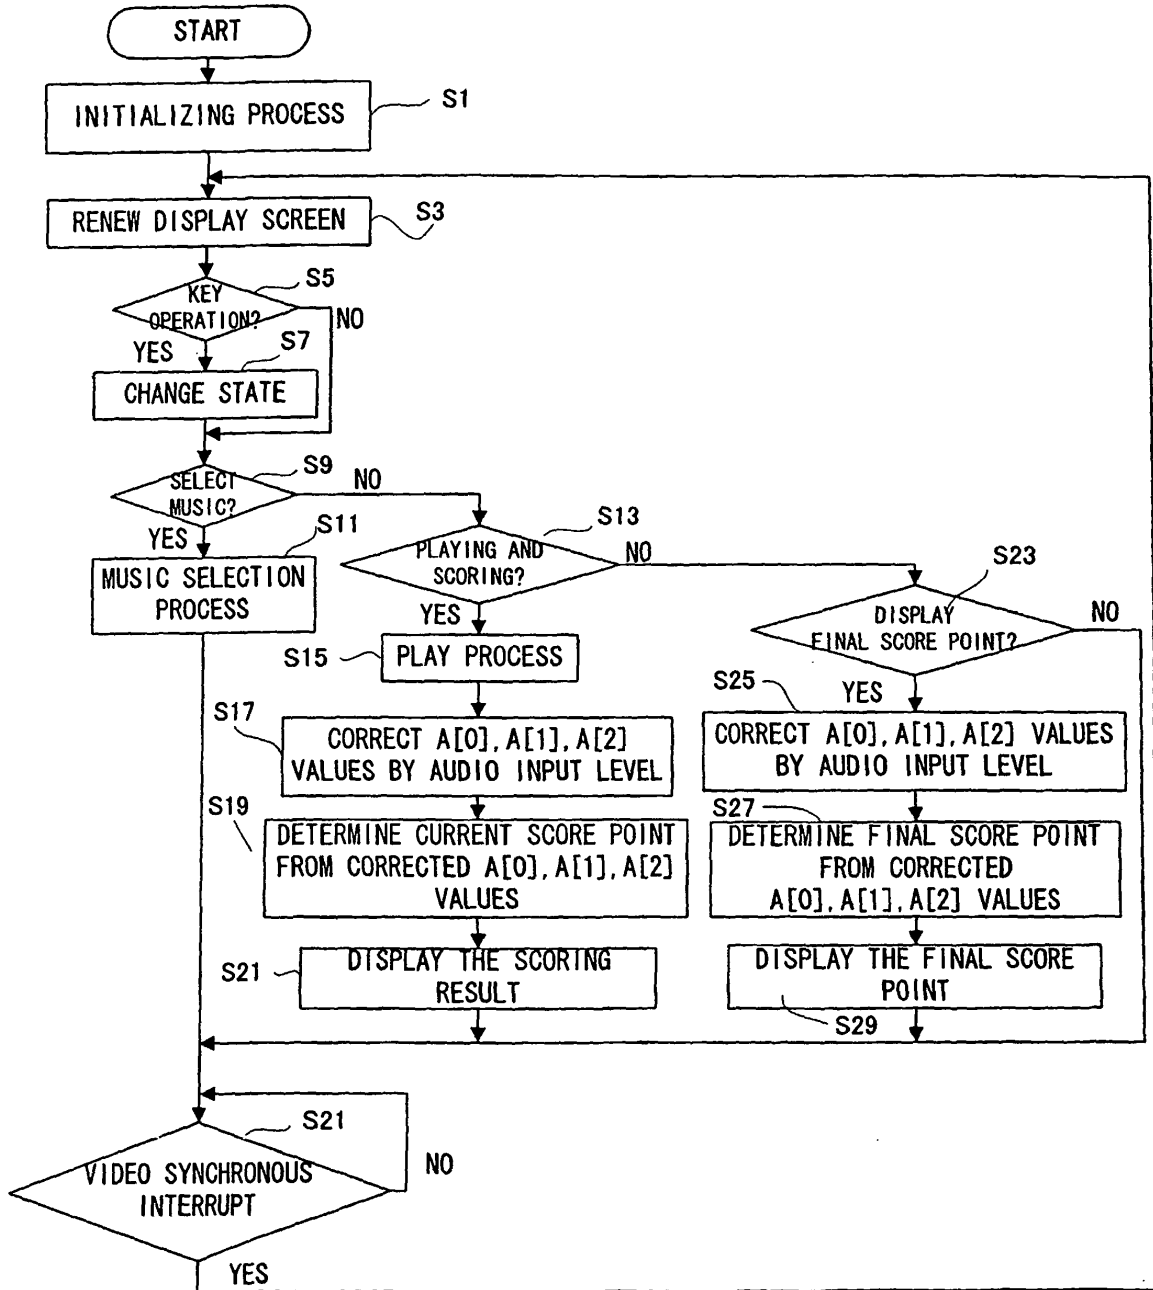 START
INITIALIZING PROCESS
S1
RENEW DISPLAY SCREEN
S3
S5
KEY
OPERATION?
NO
YES
S7
CHANGE STATE
S9
SELECT
MUSIC?
NO
YES
S11
MUSIC SELECTION
PROCESS
S13
PLAYING AND
SCORING?
NO
YES
S15
PLAY PROCESS
S17
CORRECT A[0], A[1], A[2]
VALUES BY AUDIO INPUT LEVEL
S19
DETERMINE CURRENT SCORE POINT
FROM CORRECTED A[0], A[1], A[2]
VALUES
S21
DISPLAY THE SCORING
RESULT
S23
DISPLAY
FINAL SCORE POINT?
NO
YES
S25
CORRECT A[0], A[1], A[2] VALUES
BY AUDIO INPUT LEVEL
S27
DETERMINE FINAL SCORE POINT
FROM CORRECTED
A[0], A[1], A[2] VALUES
DISPLAY THE FINAL SCORE
POINT
S29
S21
VIDEO SYNCHRONOUS
INTERRUPT
NO
YES